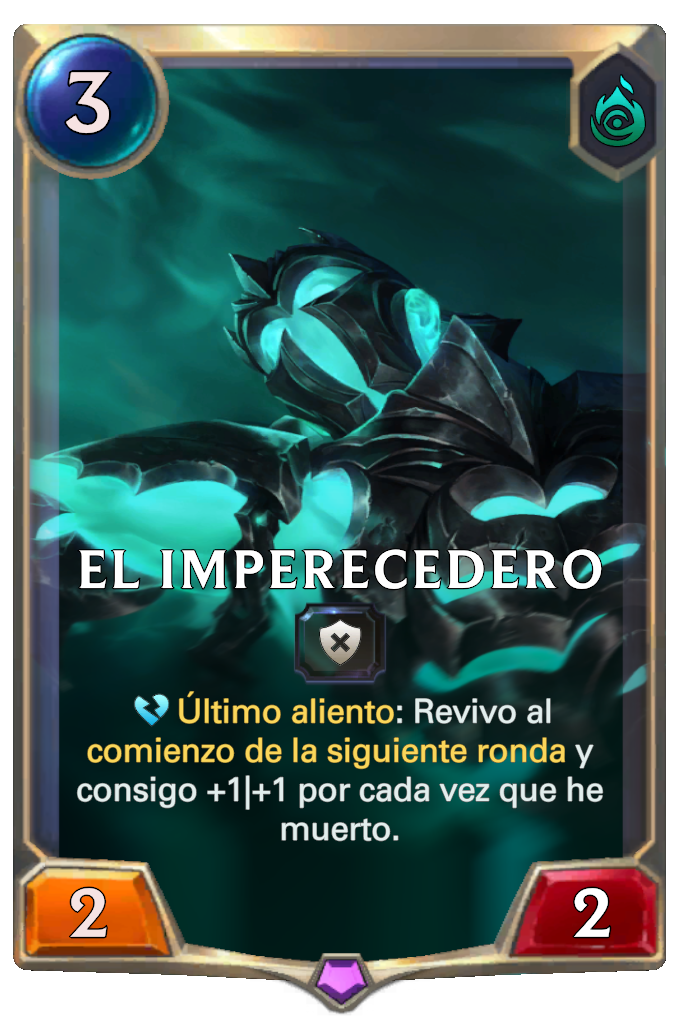 3
EL IMPERECEDERO
Último aliento: Revivo al
comienzo de la siguiente ronda y
consigo +1|+1 por cada vez que he
muerto.
2
2